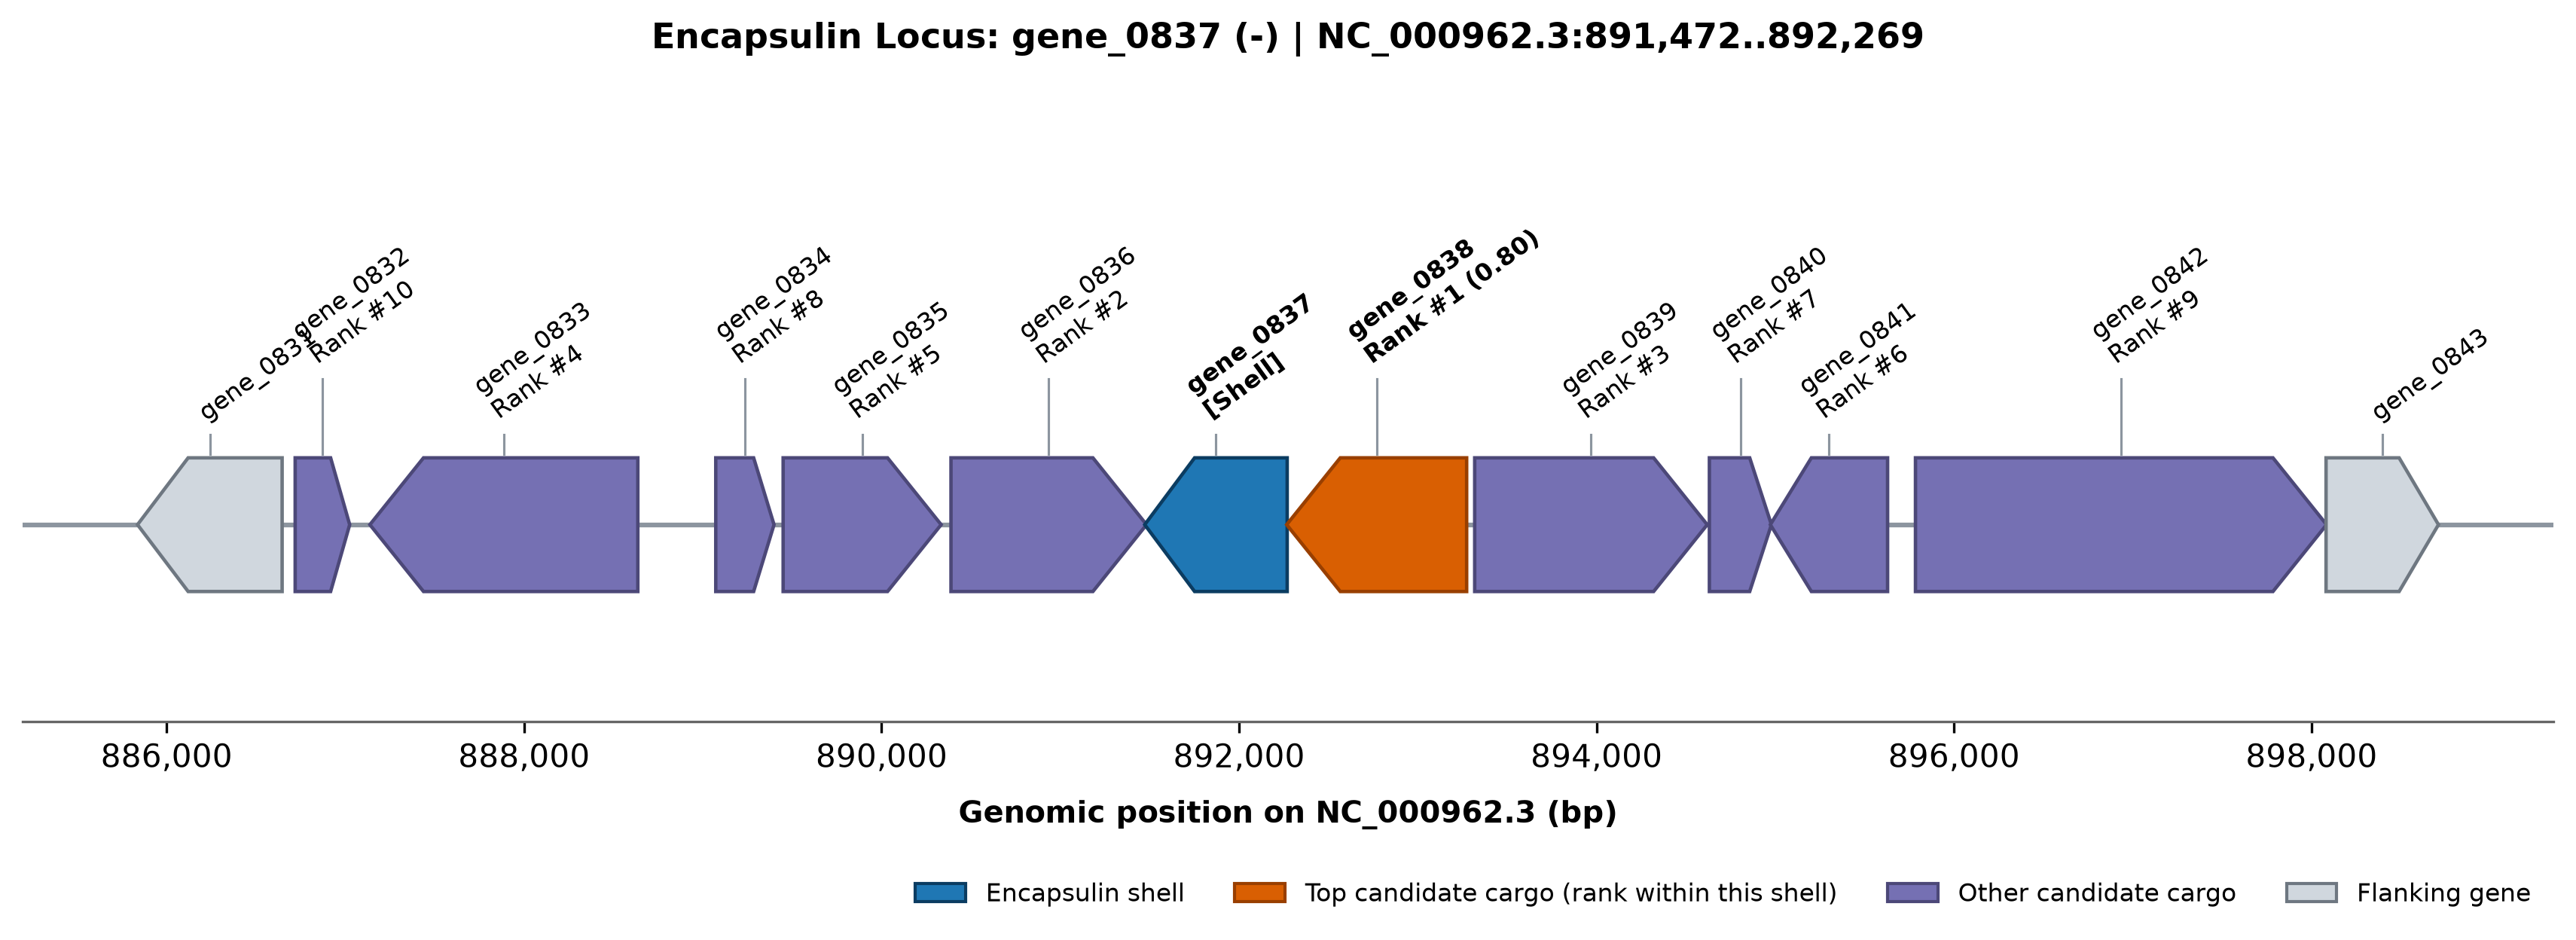 Encapsulin Locus: gene_0837 (-) | NC_000962.3:891,472..892,269
gene_0831
gene_0832
Rank #10
gene_0833
Rank #4
gene_0834
Rank #8
gene_0835
Rank #5
gene_0836
Rank #2
gene_0837
[Shell]
gene_0838
Rank #1 (0.80)
gene_0839
Rank #3
gene_0840
Rank #7
gene_0841
Rank #6
gene_0842
Rank #9
gene_0843
886,000
888,000
890,000
892,000
894,000
896,000
898,000
Genomic position on NC_000962.3 (bp)
Encapsulin shell
Top candidate cargo (rank within this shell)
Other candidate cargo
Flanking gene